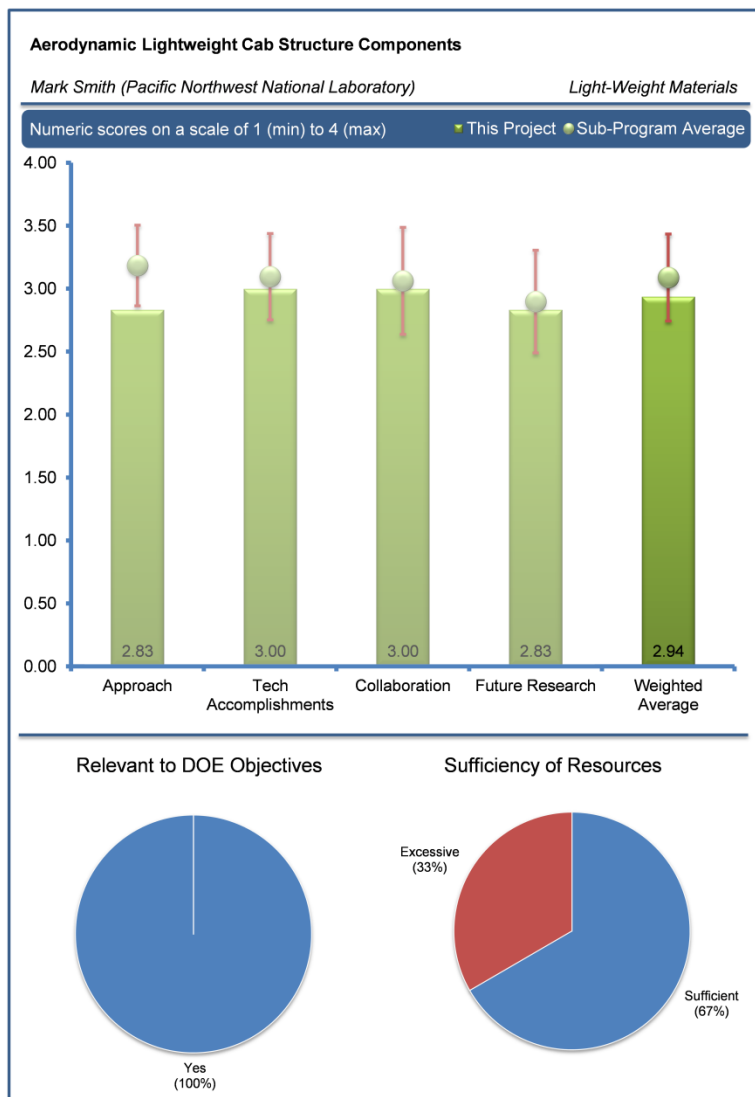 Aerodynamic Lightweight Cab Structure Components
Mark Smith (Pacific Northwest National Laboratory) Light-Weight Materials
Numeric scores on a scale of 1 (min) to 4 (max) This Project Sub-Program Average
4.00
3.50
3.00
2.50
2.00
1.50
1.00
0.50
0.00
2.83 3.00 3.00 2.83 2.94
Approach Tech Accomplishments Collaboration Future Research Weighted Average
Relevant to DOE Objectives Sufficiency of Resources
Excessive
(33%)
Sufficient
(67%)
Yes
(100%)